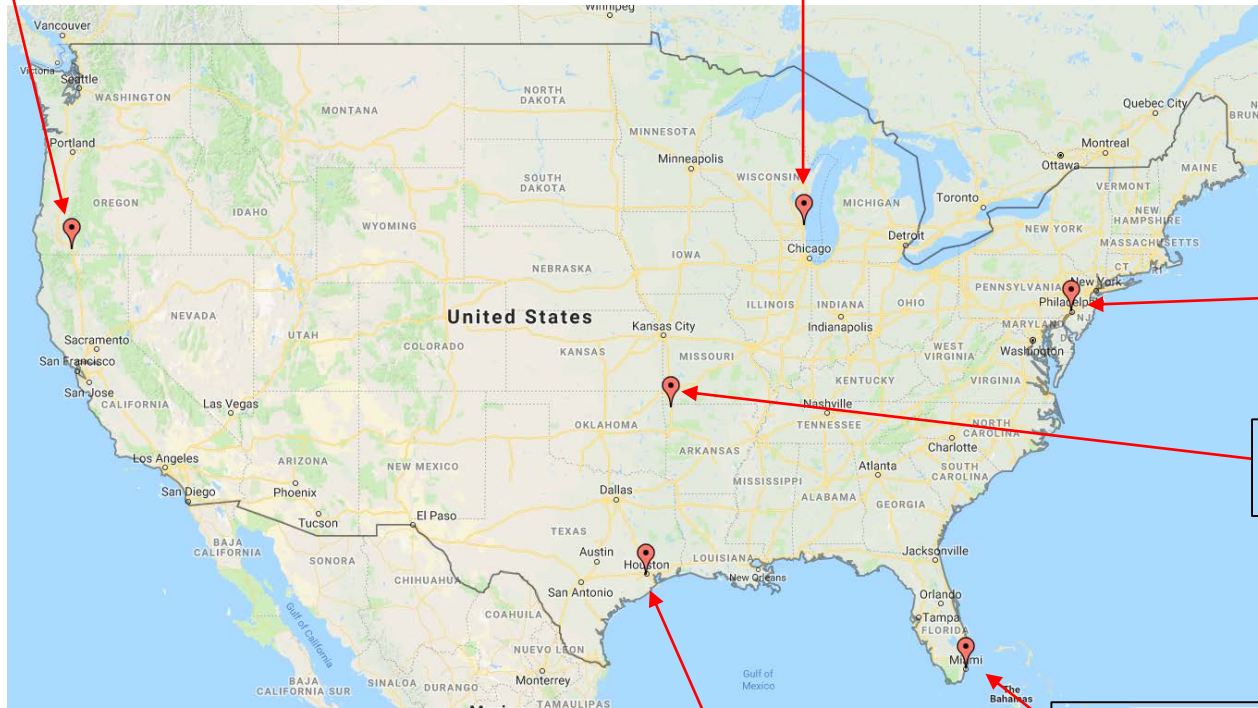 Winnipeg
Vancouver
Victoria
Seattle
WASHINGTON
NORTH
DAKOTA
MONTANA
Quebec City
MINNESOTA
Portland
Montreal
Ottawa
MAINE
Minneapolis
WISCONSIN
SOUTH
DAKOTA
VERMONT
MICHIGAN
Toronto
OREGON
IDAHO
NEW
HAMPSHIRE
WYOMING
NEW YORK
Detroit
MASSACHUSETTS
Chicago
IOWA
CT
NEBRASKA
New York
PENNSYLVANIA
ILLINOIS
INDIANA
OHIO
NEVADA
United States
MARYLAND
NJ
Kansas City
Indianapolis
UTAH
Sacramento
DE
COLORADO
WEST
VIRGINIA
Washington
KANSAS
MISSOURI
San Francisco
KENTUCKY
VIRGINIA
San Jose
CALIFORNIA
Las Vegas
Nashville
TENNESSEE
OKLAHOMA
NORTH
CAROLINA
Charlotte
ARKANSAS
Los Angeles
ARIZONA
NEW MEXICO
Atlanta
SOUTH
CAROLINA
MISSISSIPPI
San Diego
Phoenix
Dallas
ALABAMA
GEORGIA
Tucson
El Paso
TEXAS
BAJA
CALIFORNIA
SONORA
Austin
Houston
LOUISIANA
Jacksonville
CHIHUAHUA
New Orleans
San Antonio
Orlando
COAHUILA
Gulf of California
Tampa
FLORIDA
NUEVO LEON
Miami
Gulf of
Mexico
Monterrey
BAJA
CALIFORNIA SUR
SINALOA
DURANGO
The
Bahamas
TAMAULIPAS